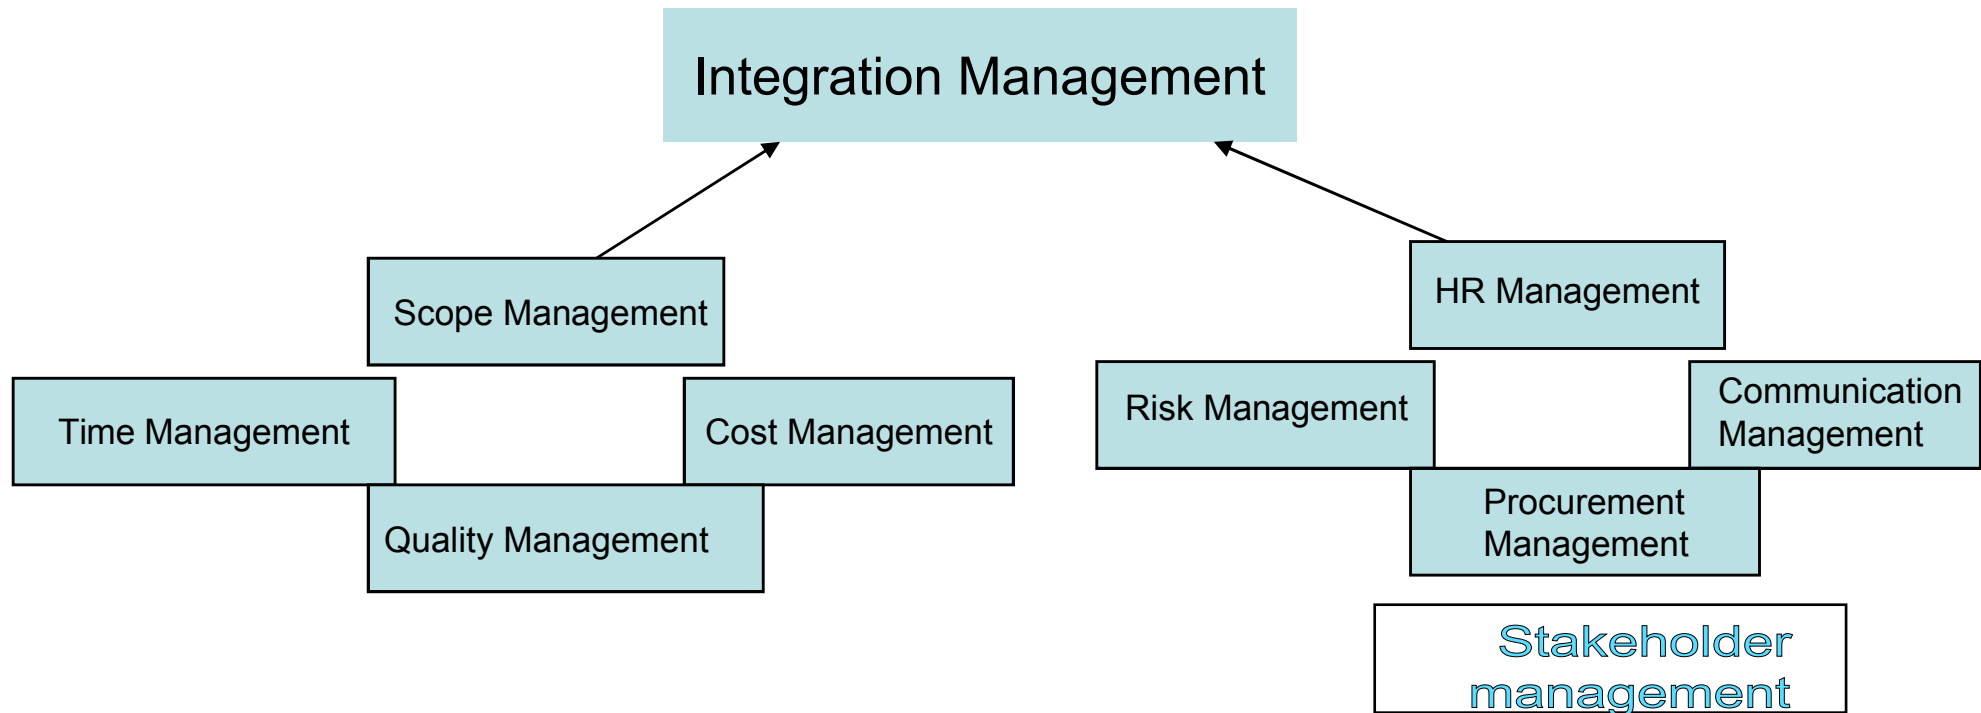 Integration Management
Scope Management
Time Management
Cost Management
Quality Management
HR Management
Risk Management
Communication
Management
Procurement
Management
Stakeholder
management